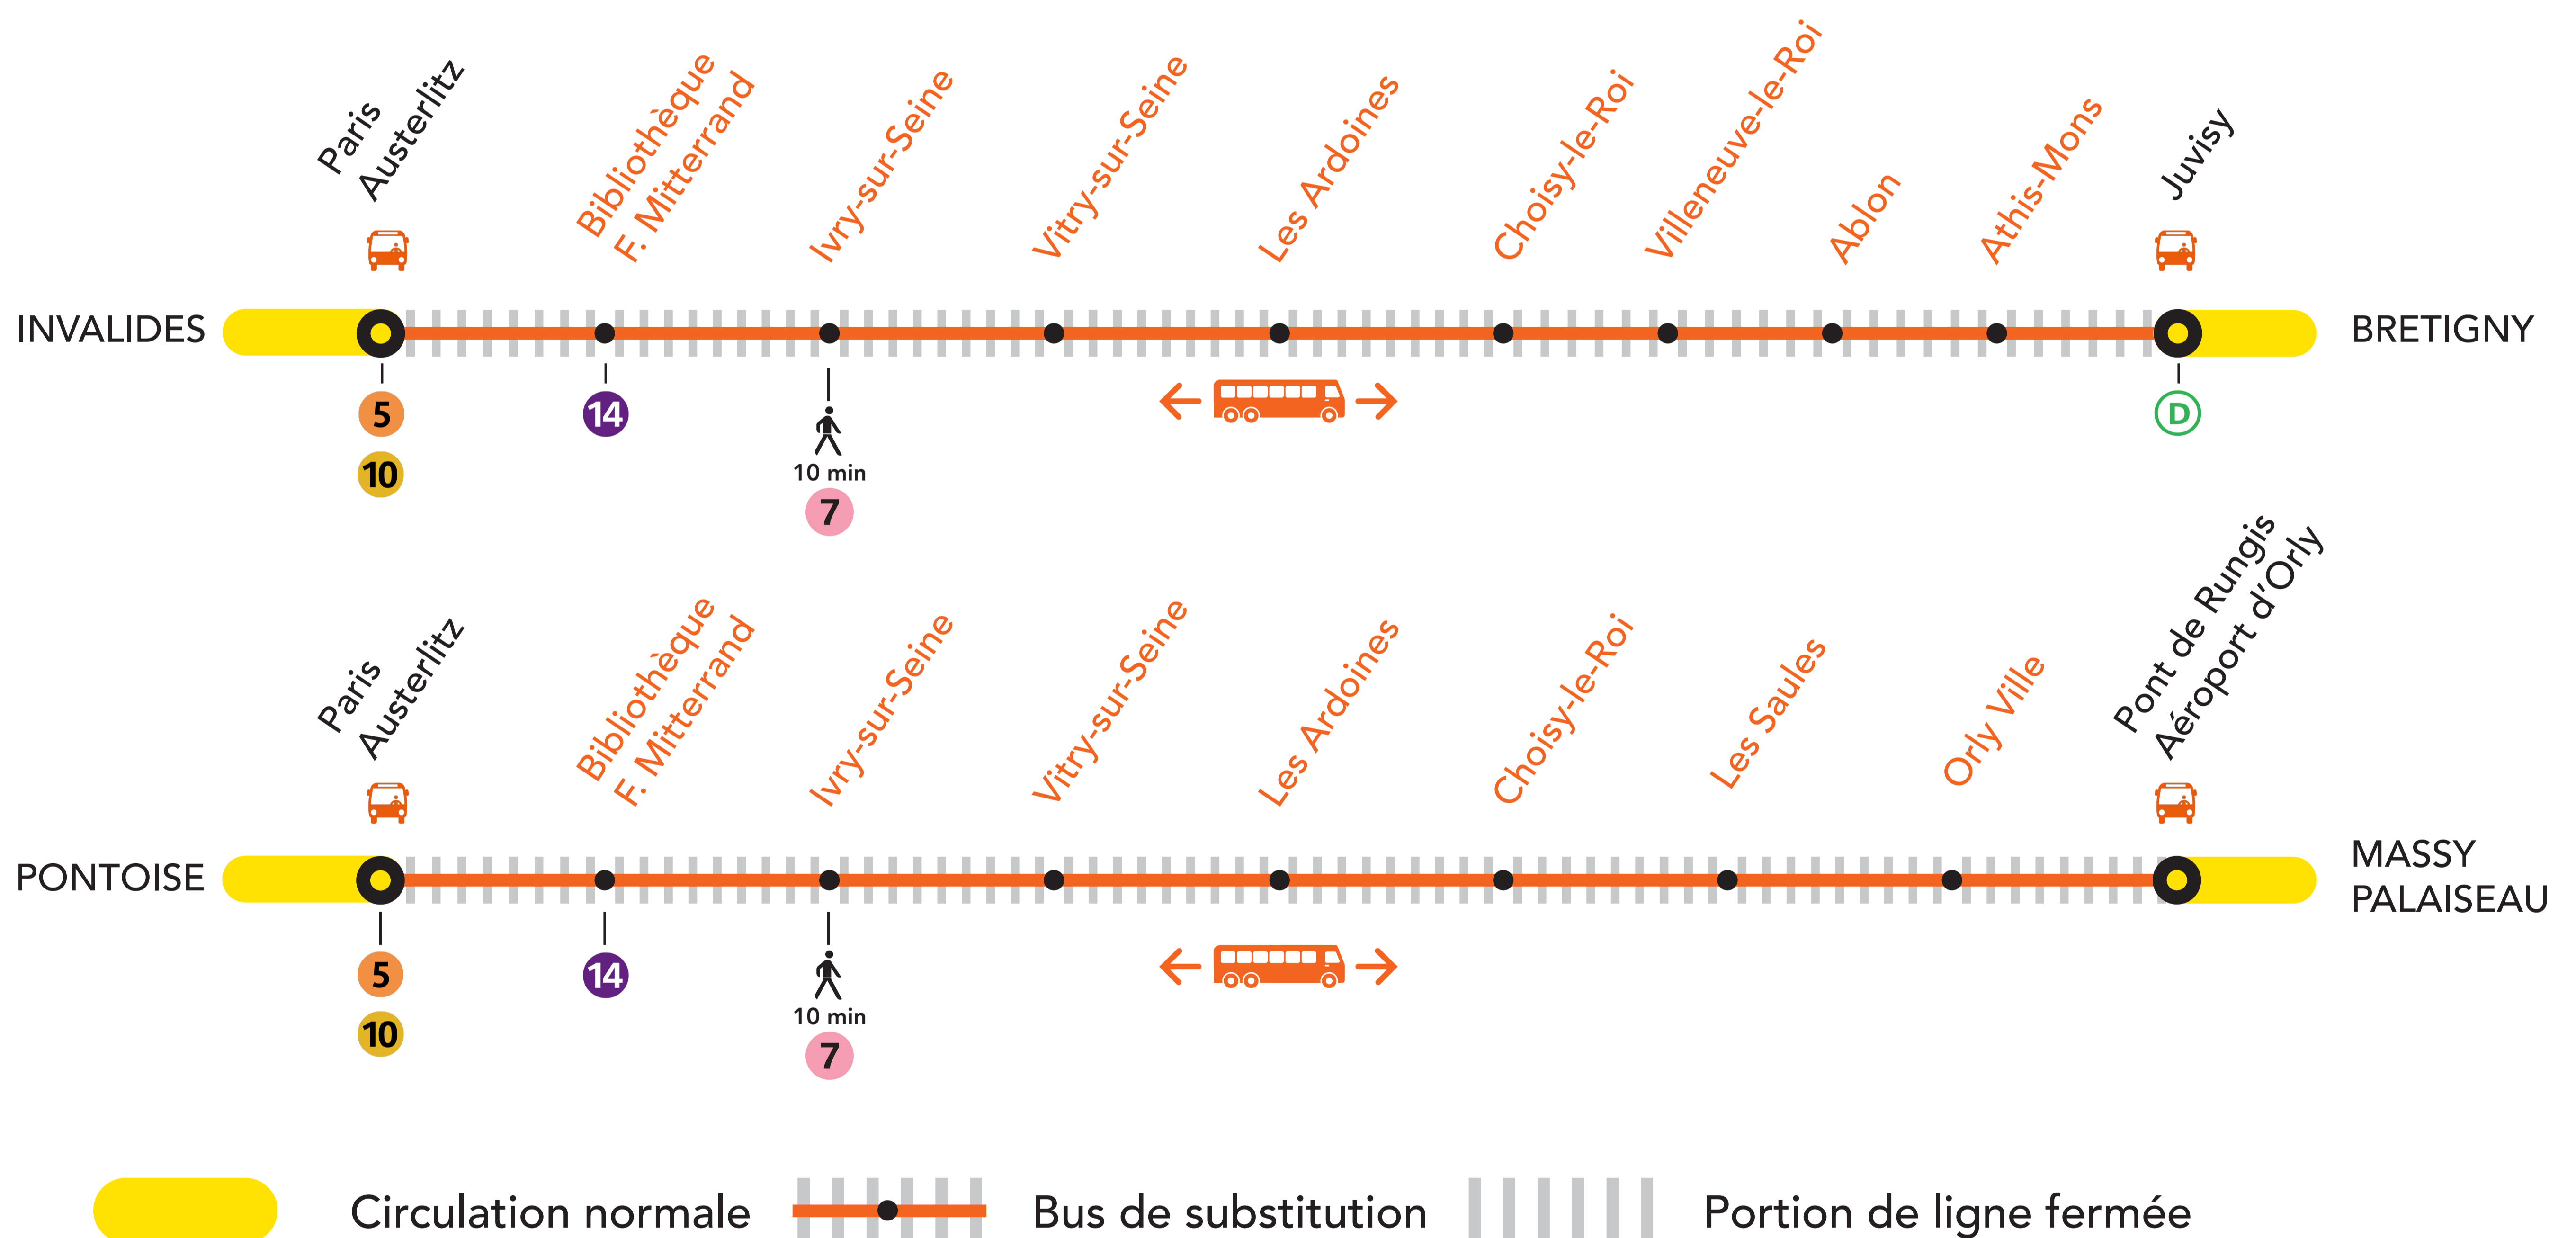 Paris
Austerlitz
Bibliothèque
F. Mitterrand
Ivry-sur-Seine
Vitry-sur-Seine
Les Ardoines
Choisy-le-Roi
Villeneuve-le-Roi
Ablon
Athis-Mons
Juvisy
INVALIDES
BRETIGNY
5
10
14
10 min
7
D
Paris
Austerlitz
Bibliothèque
F. Mitterrand
Ivry-sur-Seine
Vitry-sur-Seine
Les Ardoines
Choisy-le-Roi
Les Saules
Orly Ville
Pont de Rungis
Aéroport d'Orly
PONTOISE
MASSY
PALAISEAU
5
10
14
10 min
7
Circulation normale
Bus de substitution
Portion de ligne fermée